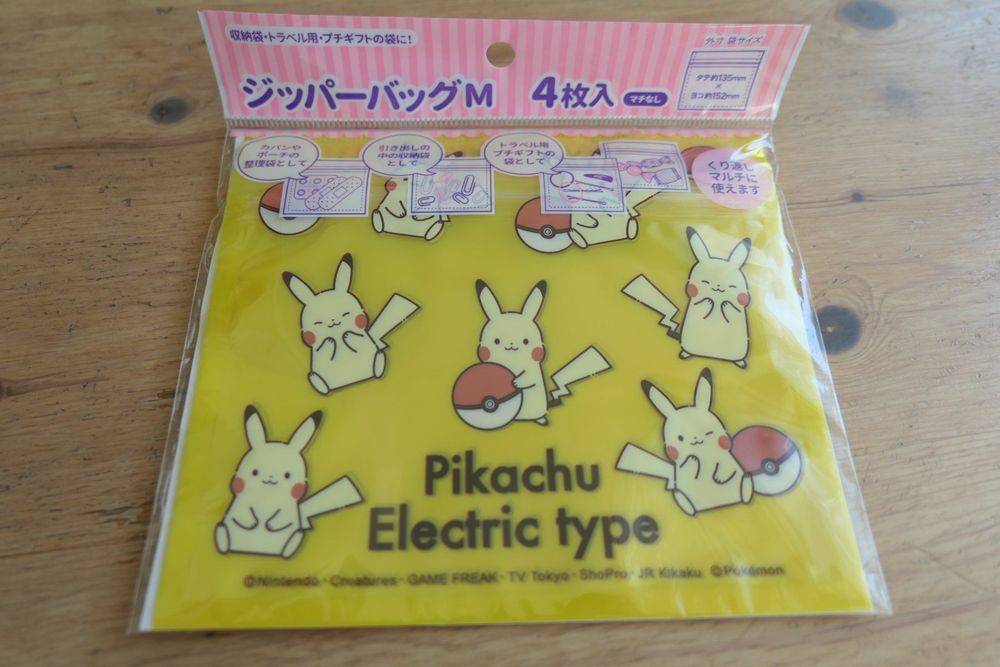 収納袋・トラベル用・プチギフトの袋に!
ジッパーバッグM
4枚入
マチなし
外寸 袋サイズ
タテ約135mm
×
ヨコ約152mm
カバンや
ポーチの
整理袋として
引き出しの
中の収納袋
として
トラベル用
プチギフトの
袋として
くり返し
マルチに
使えます
Pikachu
Electric type
©Nintendo・Creatures・GAME FREAK・TV Tokyo・ShoPro・JR Kikaku ©Pokémon